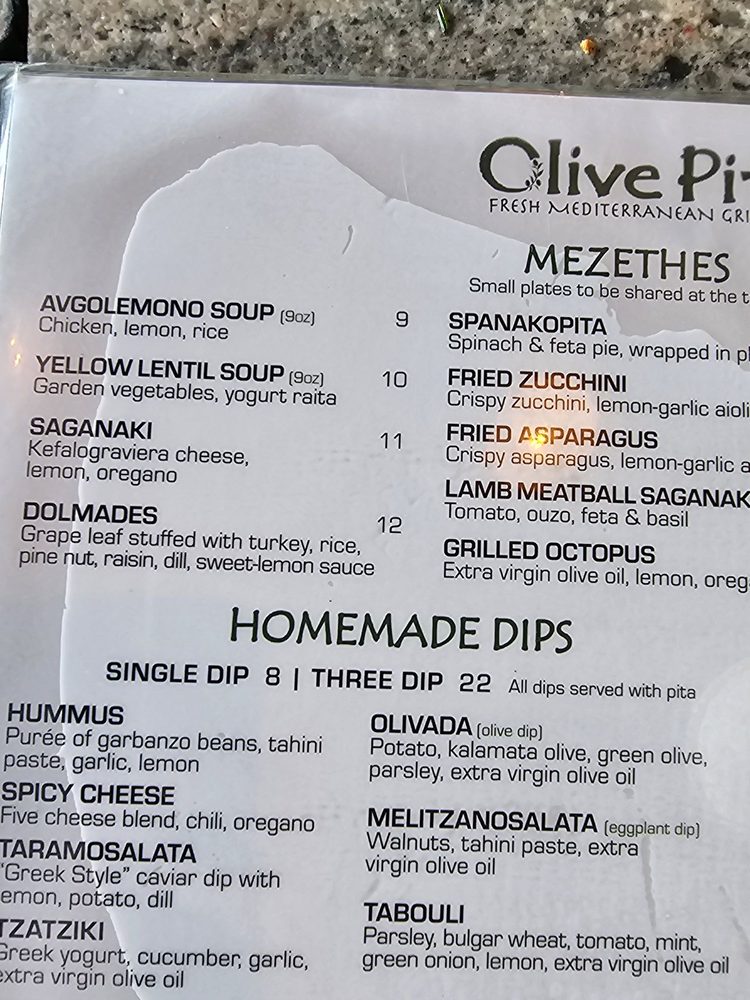 Olive Pi
FRESH MEDITERRANEAN
MEZETHES
Small plates to be shared at the
AVGOLEMONO SOUP (9oz) 9
Chicken, lemon, rice
YELLOW LENTIL SOUP (9oz) 10
Garden vegetables, yogurt raita
SAGANAKI 11
Kefalograviera cheese,
lemon, oregano
DOLMADES 12
Grape leaf stuffed with turkey, rice,
pine nut, raisin, dill, sweet-lemon sauce
SPANAKOPITA
Spinach & feta pie, wrapped in
FRIED ZUCCHINI
Crispy zucchini, lemon-garlic aioli
FRIED ASPARAGUS
Crispy asparagus, lemon-garlic
LAMB MEATBALL SAGANAK
Tomato, ouzo, feta & basil
GRILLED OCTOPUS
Extra virgin olive oil, lemon, oreg
HOMEMADE DIPS
SINGLE DIP 8 | THREE DIP 22 All dips served with pita
HUMMUS
Purée of garbanzo beans, tahini
paste, garlic, lemon
SPICY CHEESE
Five cheese blend, chili, oregano
TARAMOSALATA
"Greek Style" caviar dip with
emon, potato, dill
TZATZIKI
Greek yogurt, cucumber, garlic,
extra virgin olive oil
OLIVADA (olive dip)
Potato, kalamata olive, green olive,
parsley, extra virgin olive oil
MELITZANOSALATA (eggplant dip)
Walnuts, tahini paste, extra
virgin olive oil
TABOULI
Parsley, bulgar wheat, tomato, mint,
green onion, lemon, extra virgin olive oil